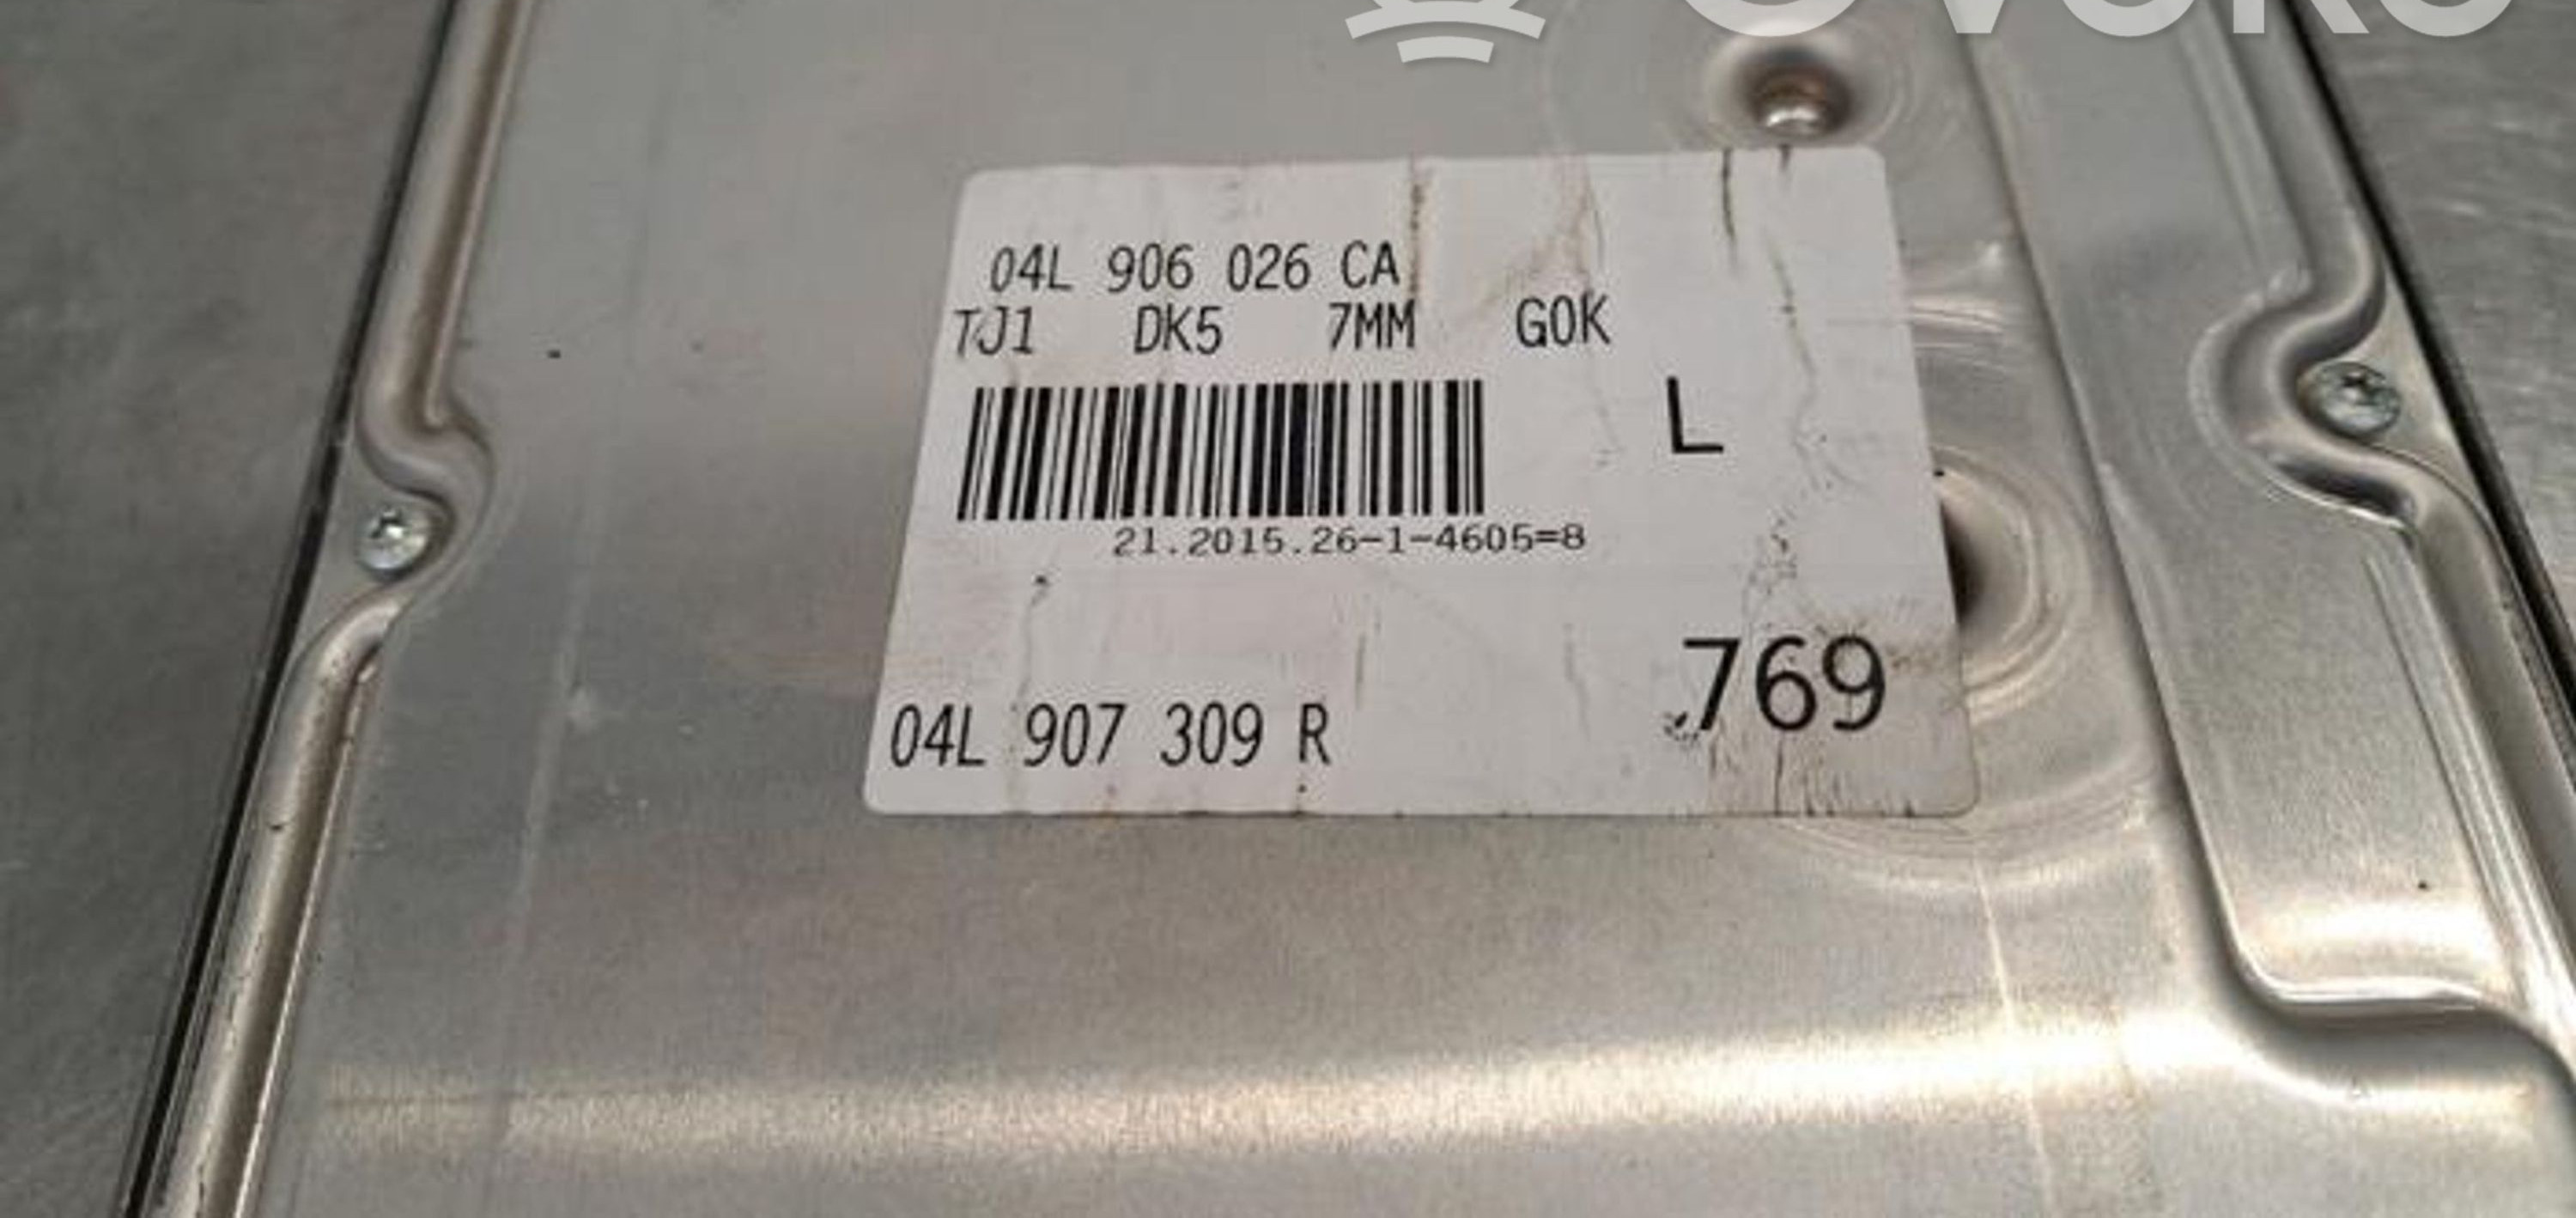 04L 906 026 CA
TJ1 DK5 7MM G0K
L
21.2015.26-1-4605=8
769
04L 907 309 R